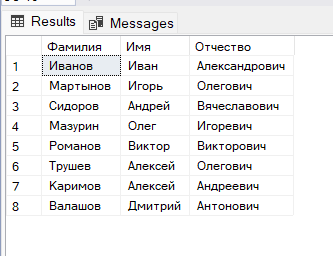 Results Messages
Фамилия Имя Отчество
1 Иванов Иван Александрович
2 Мартынов Игорь Олегович
3 Сидоров Андрей Вячеславович
4 Мазурин Олег Игоревич
5 Романов Виктор Викторович
6 Трушев Алексей Олегович
7 Каримов Алексей Андреевич
8 Валашов Дмитрий Антонович